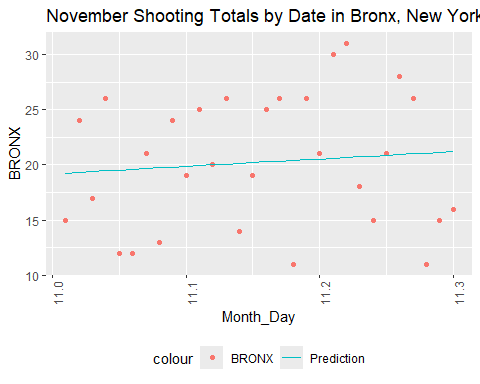 November Shooting Totals by Date in Bronx, New York
BRONX
30
25
20
15
10
11.0
11.1
11.2
11.3
Month_Day
colour
BRONX
Prediction